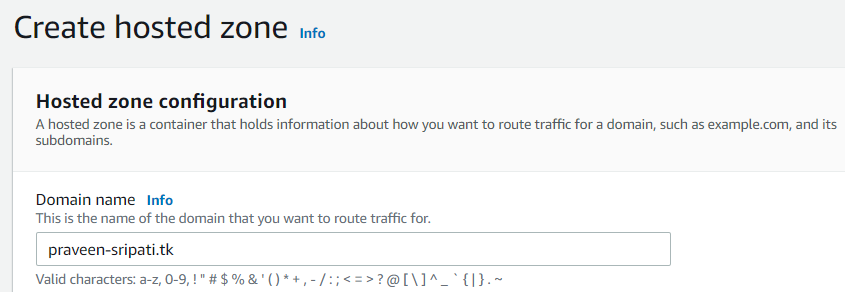 Create hosted zone Info
Hosted zone configuration
A hosted zone is a container that holds information about how you want to route traffic for a domain, such as example.com, and its
subdomains.
Domain name Info
This is the name of the domain that you want to route traffic for.
praveen-sripati.tk
Valid characters: a-z, 0-9, ! " # $ % & ' ( ) * + , - / : ; < = > ? @ [ \ ] ^ _ ` { | } . ~